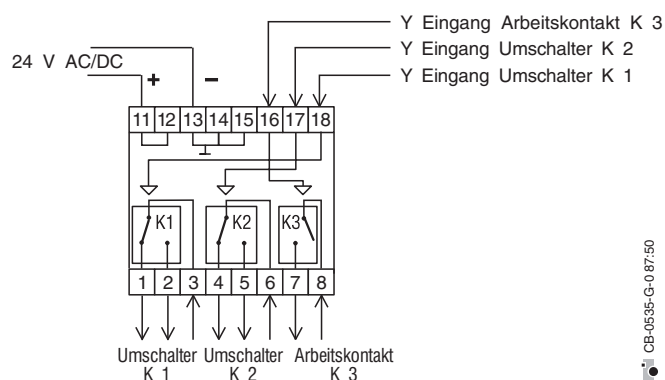 Y Eingang Arbeitskontakt K 3
Y Eingang Umschalter K 2
Y Eingang Umschalter K 1
24 V AC/DC
+
–
11 12 13 14 15 16 17 18
K1 K2 K3
1 2 3 4 5 6 7 8
Umschalter Umschalter Arbeitskontakt
K 1 K 2 K 3
CB-0535-G-0 87:50